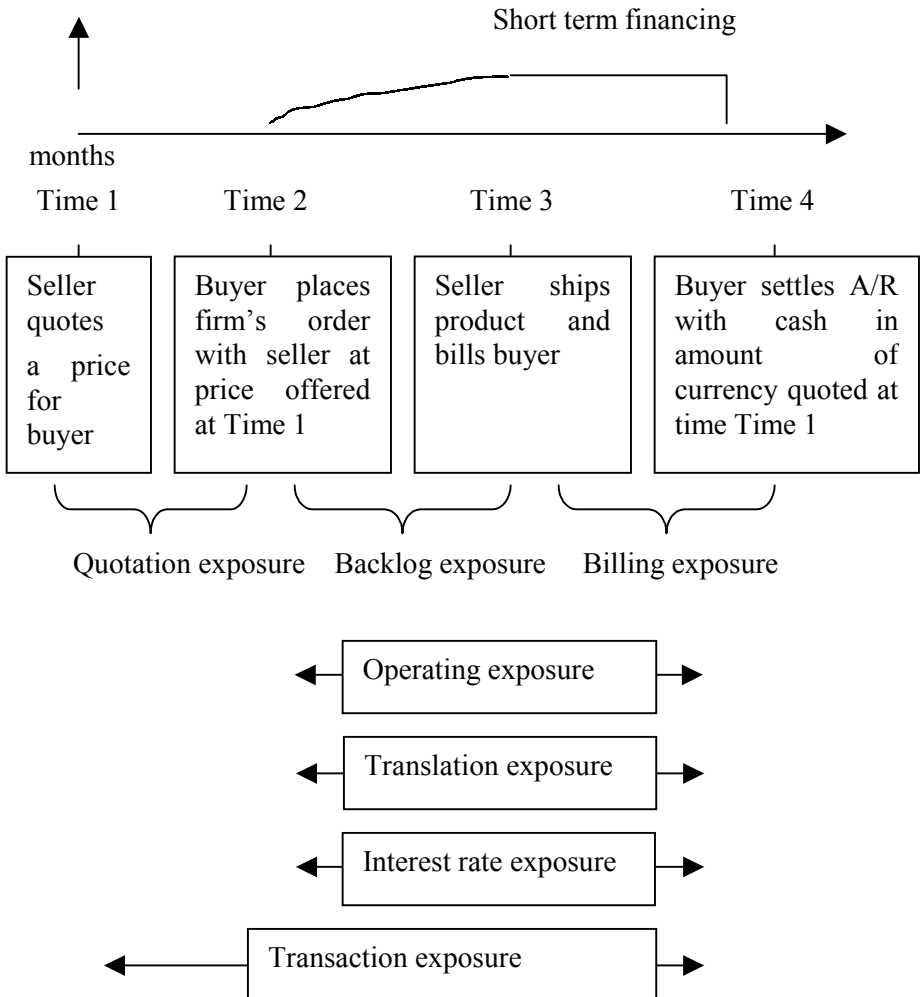 Short term financing
months
Time 1
Time 2
Time 3
Time 4
Seller
quotes
a price
for
buyer
Buyer places
firm's order
with seller at
price offered
at Time 1
Seller ships
product and
bills buyer
Buyer settles A/R
with cash in
amount of
currency quoted at
time Time 1
Quotation exposure
Backlog exposure
Billing exposure
Operating exposure
Translation exposure
Interest rate exposure
Transaction exposure